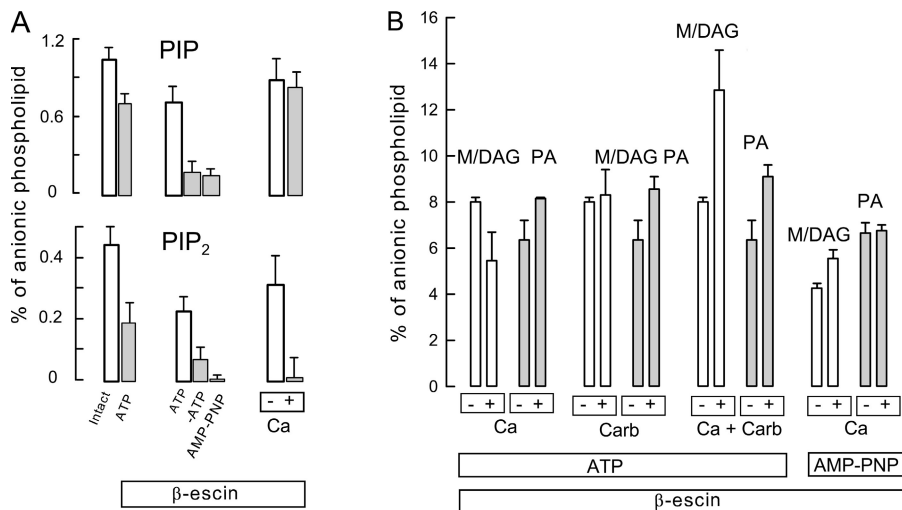 A
PIP
% of anionic phospholipid
1.2
0.6
0
PIP2
0.4
0.2
0
Intact
ATP
ATP
-ATP
AMP-PNP
- +
Ca
β-escin
B
% of anionic phospholipid
16
14
12
10
8
6
4
2
0
M/DAG PA
M/DAG PA
M/DAG
PA
M/DAG
PA
- + - +
Ca
- + - +
Carb
- + - +
Ca + Carb
- + - +
Ca
ATP
AMP-PNP
β-escin